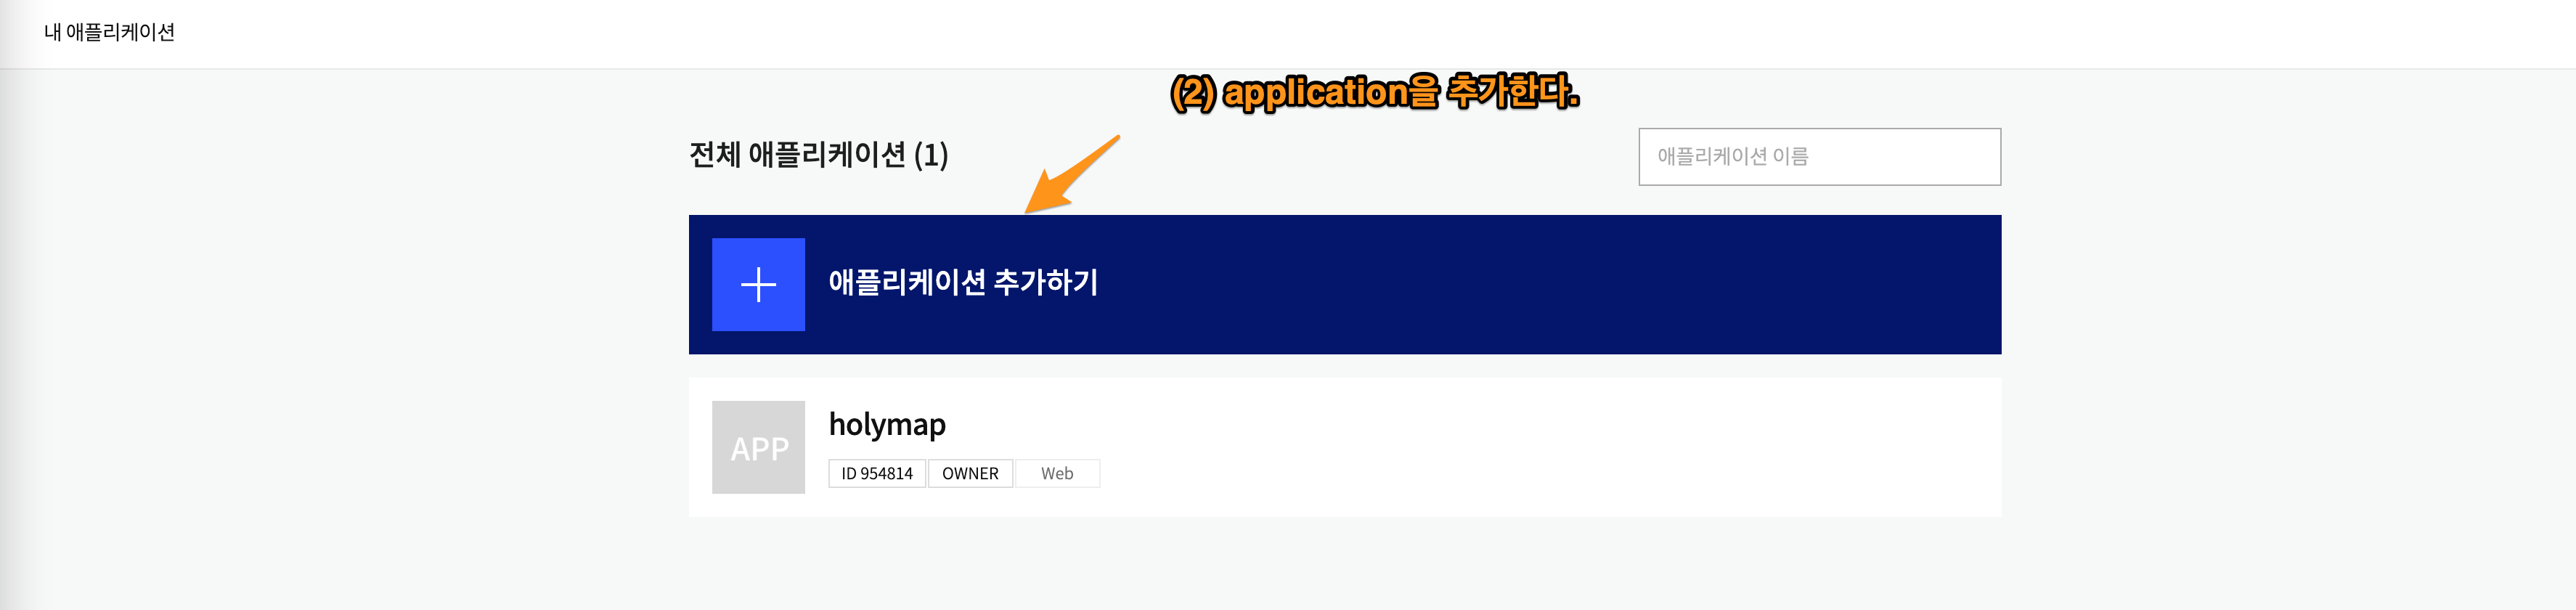 내 애플리케이션
(2) application을 추가한다.
전체 애플리케이션 (1)
애플리케이션 이름
애플리케이션 추가하기
APP
holymap
ID 954814 OWNER Web